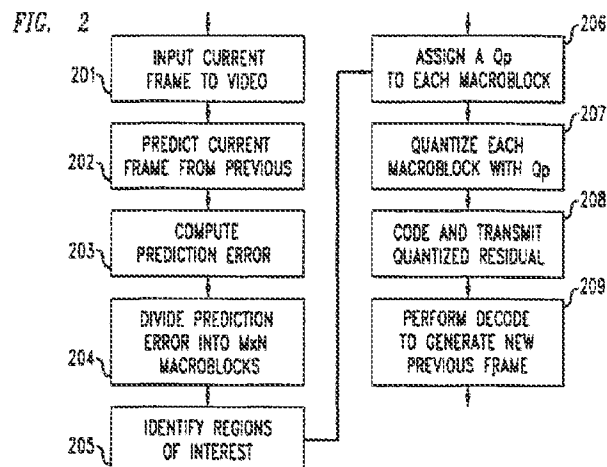 FIG. 2
201
INPUT CURRENT
FRAME TO VIDEO
202
PREDICT CURRENT
FRAME FROM PREVIOUS
203
COMPUTE
PREDICTION ERROR
204
DIVIDE PREDICTION
ERROR INTO MxN
MACROBLOCKS
205
IDENTIFY REGIONS
OF INTEREST
206
ASSIGN A Qp
TO EACH MACROBLOCK
207
QUANTIZE EACH
MACROBLOCK WITH Qp
208
CODE AND TRANSMIT
QUANTIZED RESIDUAL
209
PERFORM DECODE
TO GENERATE NEW
PREVIOUS FRAME